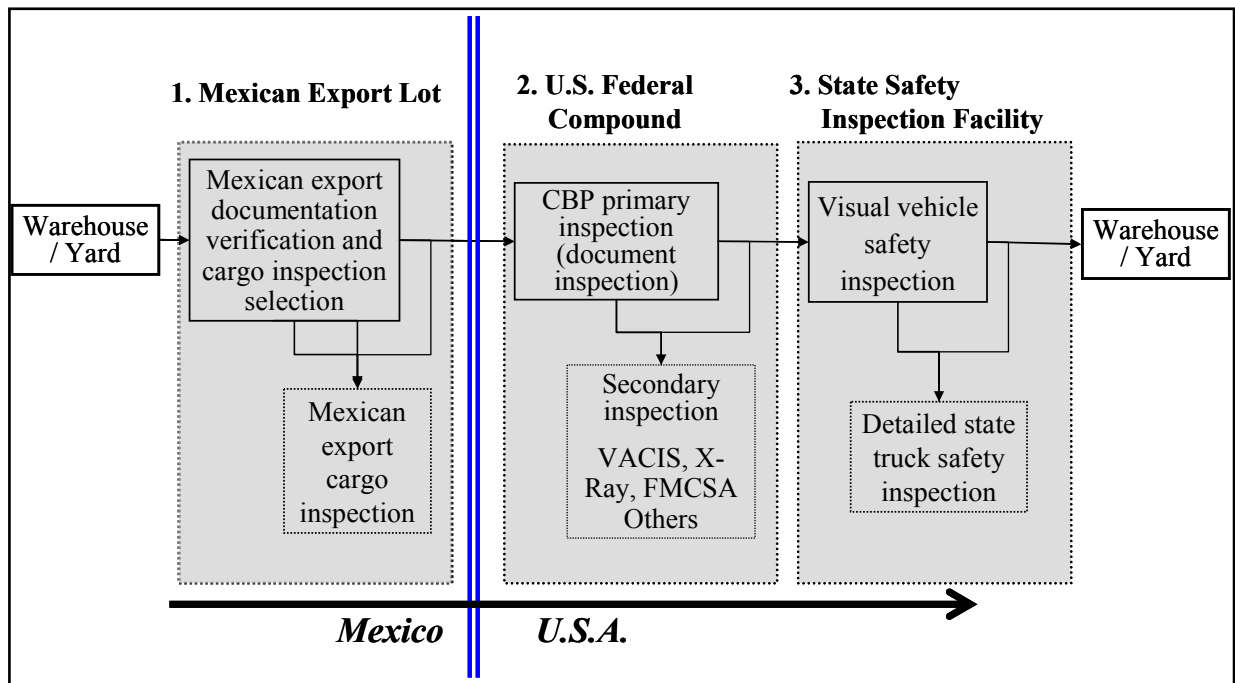 1. Mexican Export Lot
2. U.S. Federal
Compound
3. State Safety
Inspection Facility
Warehouse
/ Yard
Mexican export
documentation
verification and
cargo inspection
selection
Mexican
export
cargo
inspection
CBP primary
inspection
(document
inspection)
Secondary
inspection
VACIS, X-
Ray, FMCSA
Others
Visual vehicle
safety
inspection
Detailed state
truck safety
inspection
Warehouse
/ Yard
Mexico
U.S.A.